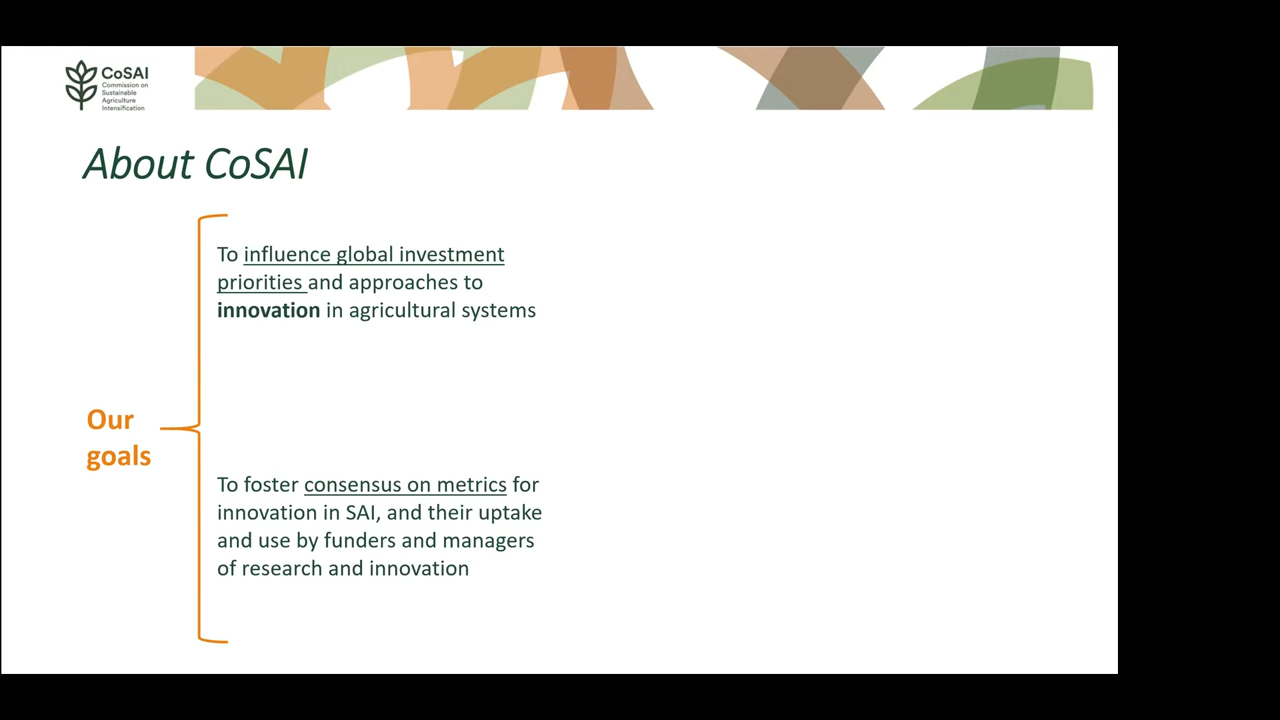 CoSAI
Commission on
Sustainable
Agriculture
Intensification
About CoSAI
To influence global investment
priorities and approaches to
innovation in agricultural systems
Our
goals
To foster consensus on metrics for
innovation in SAI, and their uptake
and use by funders and managers
of research and innovation